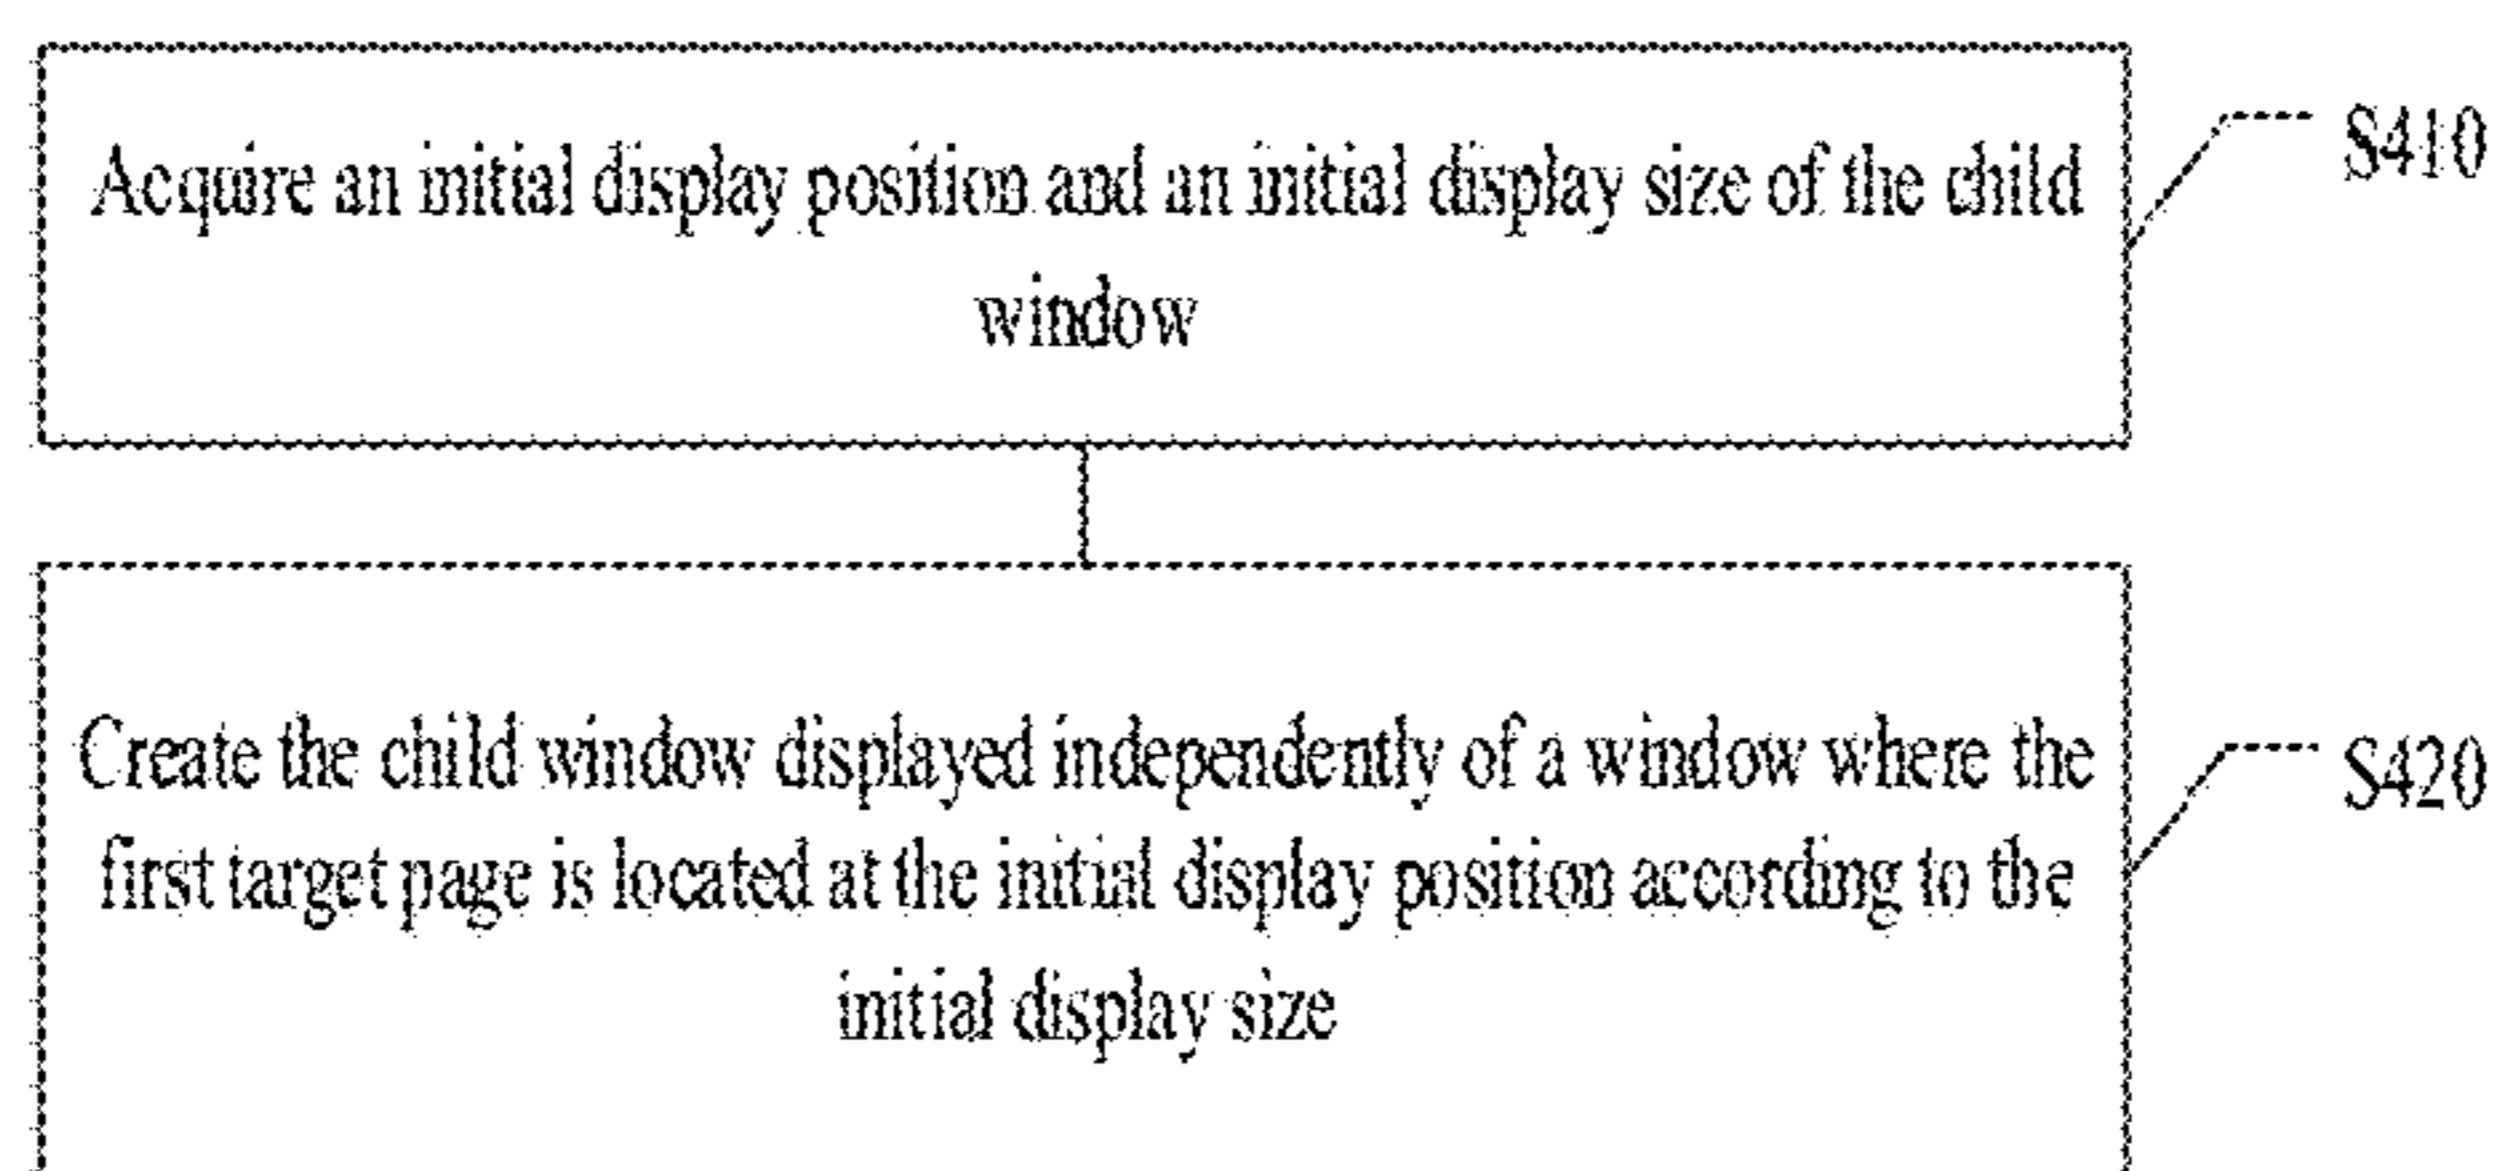 Acquire an initial display position and an initial display size of the child
window
S410
Create the child window displayed independently of a window where the
first target page is located at the initial display position according to the
initial display size
S420